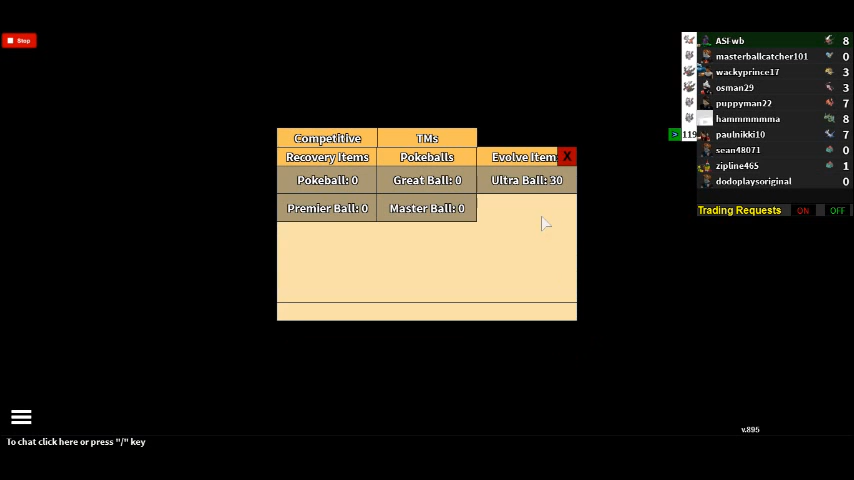 Stop
Competitive TMs
Recovery Items Pokeballs Evolve Item X
Pokeball: 0 Great Ball: 0 Ultra Ball: 30
Premier Ball: 0 Master Ball: 0
ASFwb 8
masterballcatcher101 0
wackyprince17 3
osman29 3
puppyman22 7
hammmmmma 8
> 119 paulnikki10 7
sean48071 0
zipline465 1
dodoplaysoriginal 0
Trading Requests ON OFF
v.895
To chat click here or press "/" key